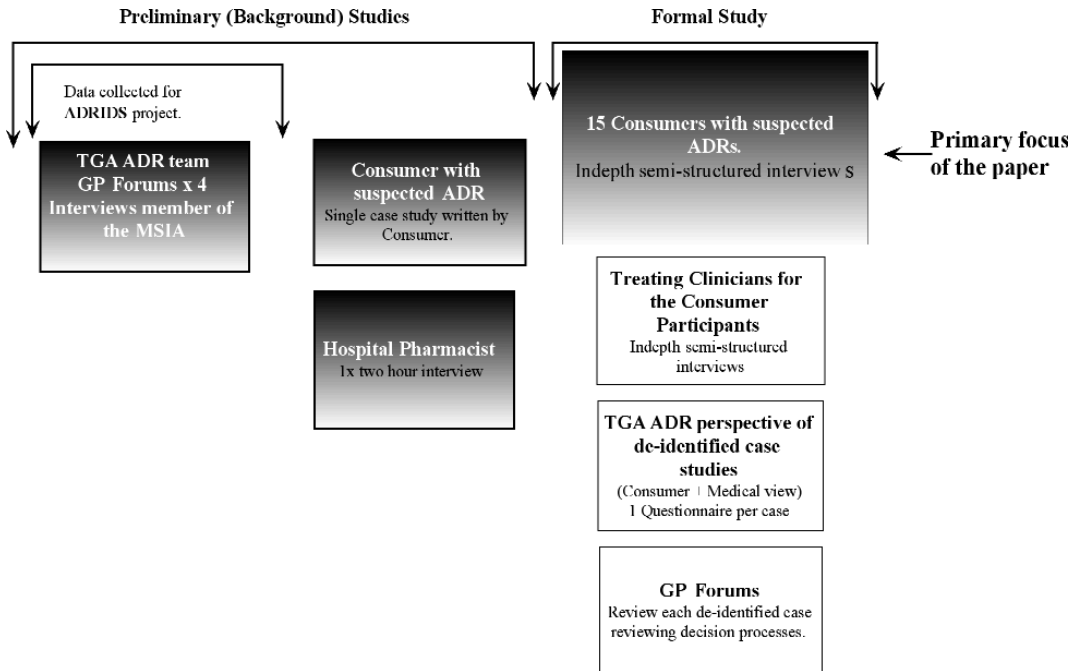 Preliminary (Background) Studies
Formal Study
Data collected for
ADRIDS project.
TGA ADR team
GP Forums x 4
Interviews member of
the MSIA
Consumer with
suspected ADR
Single case study written by
Consumer.
Hospital Pharmacist
1x two hour interview
15 Consumers with suspected
ADRs.
Indepth semi-structured interview s
Primary focus
of the paper
Treating Clinicians for
the Consumer
Participants
Indepth semi-structured
interviews
TGA ADR perspective of
de-identified case
studies
(Consumer + Medical view)
1 Questionnaire per case
GP Forums
Review each de-identified case
reviewing decision processes.